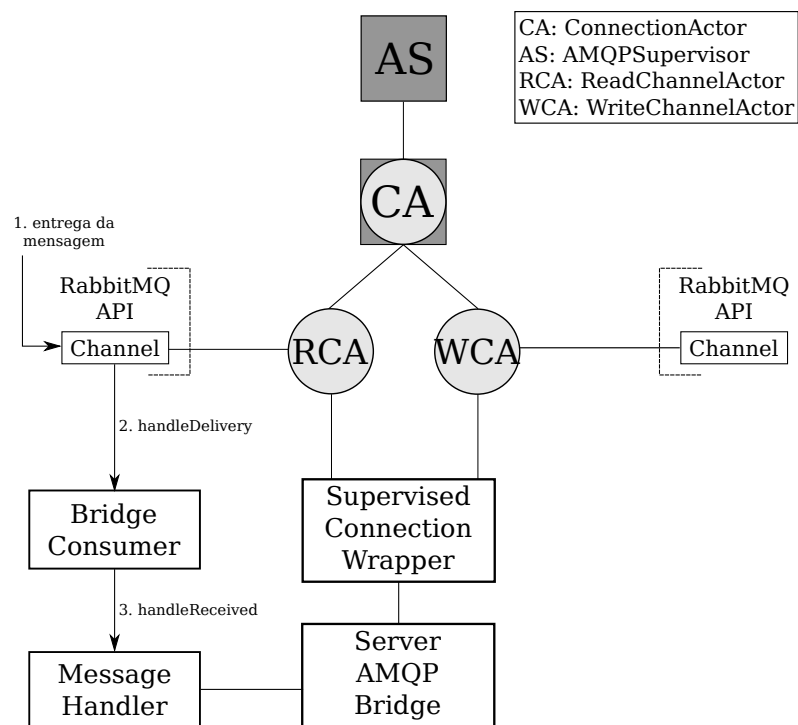 AS
CA: ConnectionActor
AS: AMQPSupervisor
RCA: ReadChannelActor
WCA: WriteChannelActor
CA
1. entrega da
mensagem
RabbitMQ
API
Channel
RCA
WCA
RabbitMQ
API
Channel
2. handleDelivery
Bridge
Consumer
Supervised
Connection
Wrapper
3. handleReceived
Message
Handler
Server
AMQP
Bridge